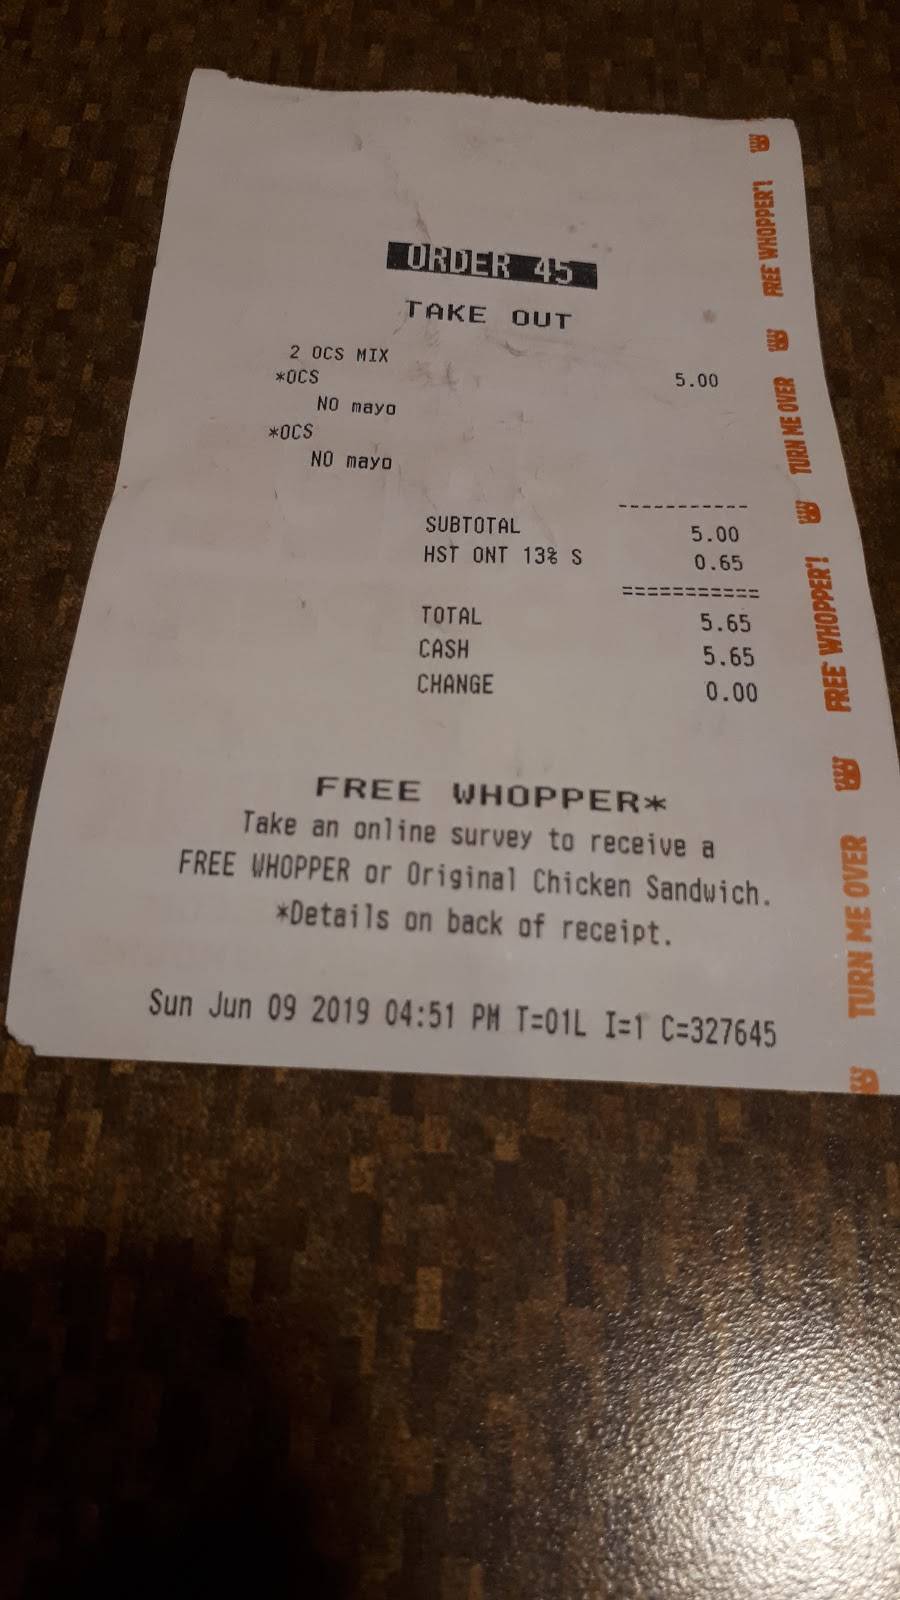 ORDER 45
TAKE OUT
2 OCS MIX
*OCS 5.00
NO mayo
*OCS
NO mayo
-----------
SUBTOTAL 5.00
HST ONT 13% S 0.65
===========
TOTAL 5.65
CASH 5.65
CHANGE 0.00
FREE WHOPPER*
Take an online survey to receive a
FREE WHOPPER or Original Chicken Sandwich.
*Details on back of receipt.
Sun Jun 09 2019 04:51 PM T=01L I=1 C=327645
FREE WHOPPER*!
TURN ME OVER
FREE WHOPPER*!
TURN ME OVER